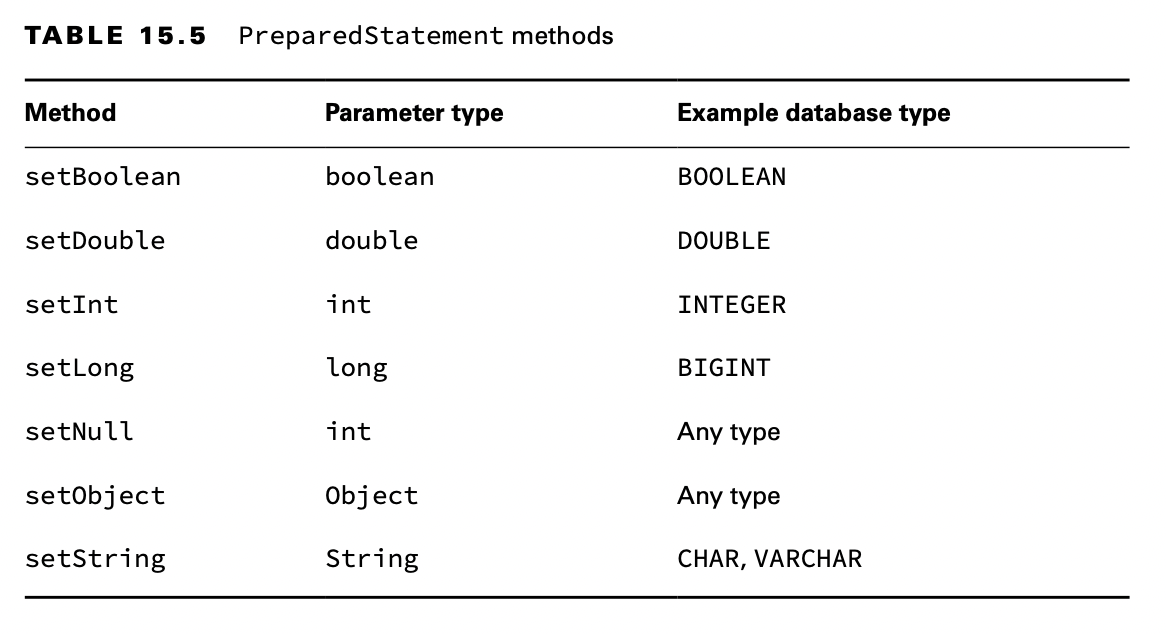 TABLE 15.5 PreparedStatement methods
Method Parameter type Example database type
setBoolean boolean BOOLEAN
setDouble double DOUBLE
setInt int INTEGER
setLong long BIGINT
setNull int Any type
setObject Object Any type
setString String CHAR, VARCHAR